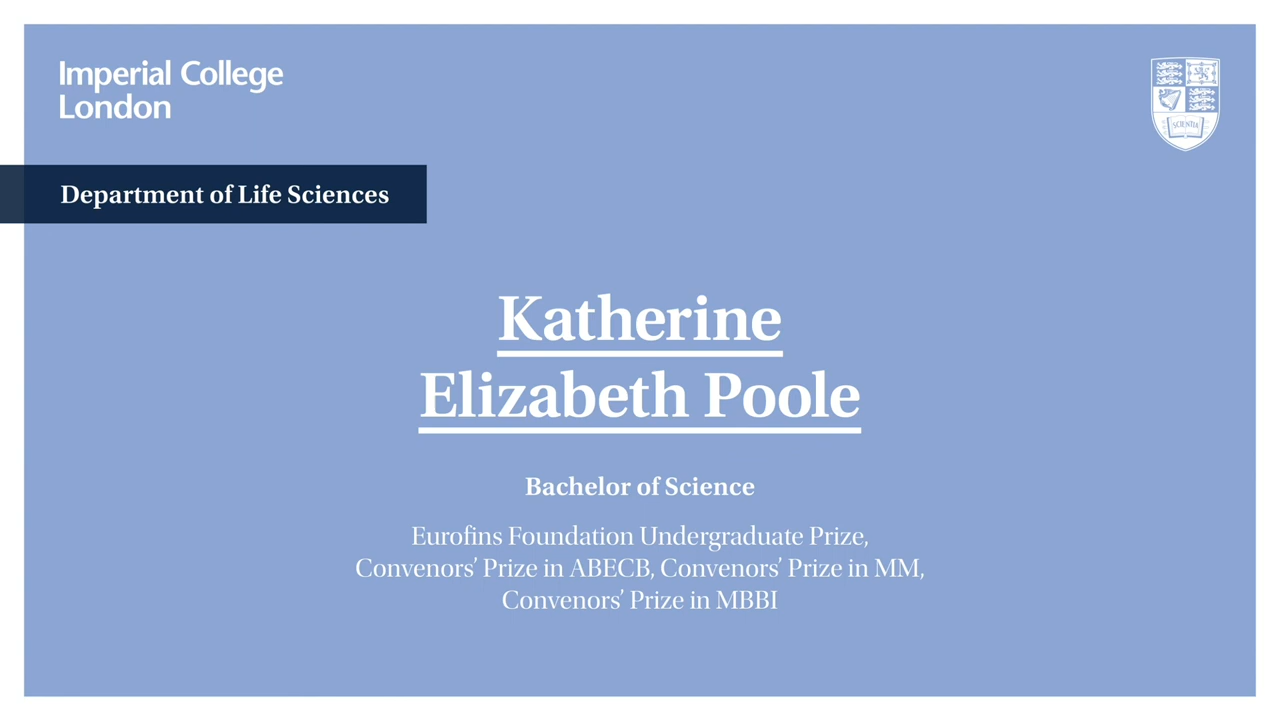 Imperial College
London
SCIENTIA
Department of Life Sciences
Katherine
Elizabeth Poole
Bachelor of Science
Eurofins Foundation Undergraduate Prize,
Convenors’ Prize in ABECB, Convenors’ Prize in MM,
Convenors’ Prize in MBBI